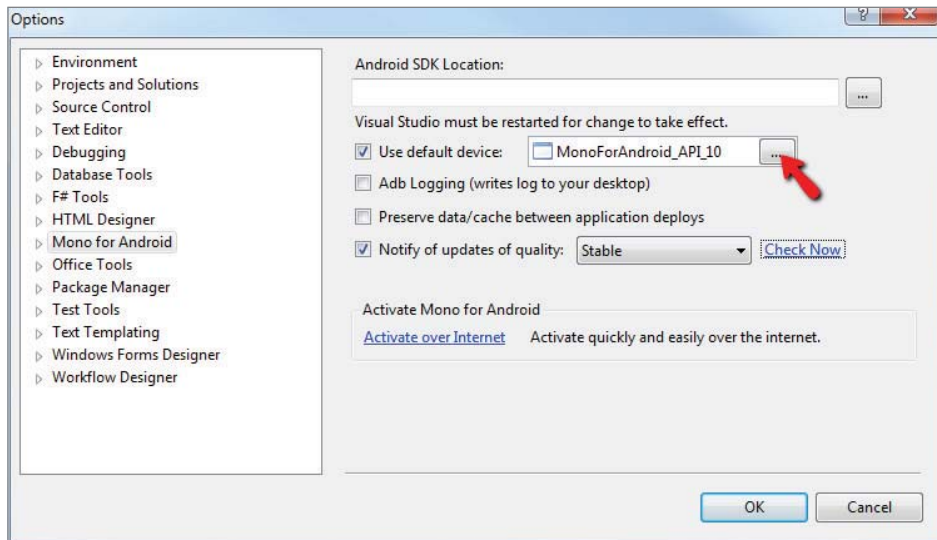 Options
Environment
Projects and Solutions
Source Control
Text Editor
Debugging
Database Tools
F# Tools
HTML Designer
Mono for Android
Office Tools
Package Manager
Test Tools
Text Templating
Windows Forms Designer
Workflow Designer
Android SDK Location:
...
Visual Studio must be restarted for change to take effect.
Use default device: MonoForAndroid_API_10 ...
Adb Logging (writes log to your desktop)
Preserve data/cache between application deploys
Notify of updates of quality: Stable Check Now
Activate Mono for Android
Activate over Internet Activate quickly and easily over the internet.
OK Cancel